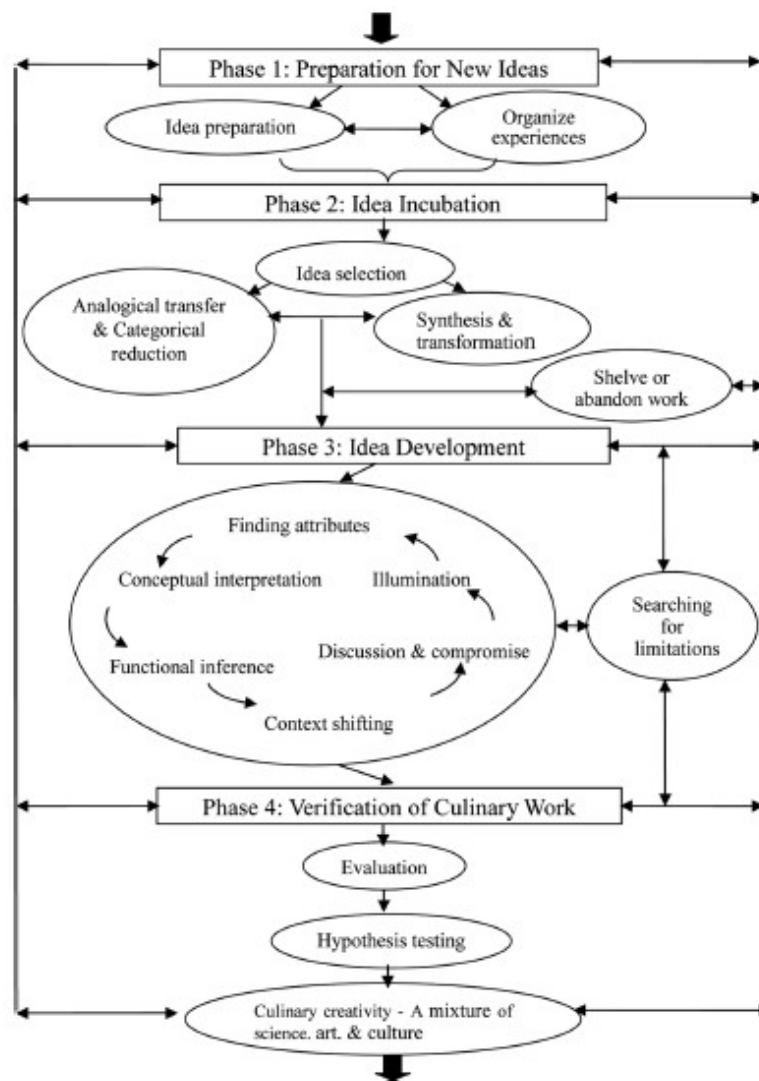 Phase 1: Preparation for New Ideas
Idea preparation
Organize
experiences
Phase 2: Idea Incubation
Idea selection
Analogical transfer
& Categorical
reduction
Synthesis &
transformation
Shelve or
abandon work
Phase 3: Idea Development
Finding attributes
Conceptual interpretation
Illumination
Functional inference
Discussion & compromise
Context shifting
Searching
for
limitations
Phase 4: Verification of Culinary Work
Evaluation
Hypothesis testing
Culinary creativity - A mixture of
science. art. & culture